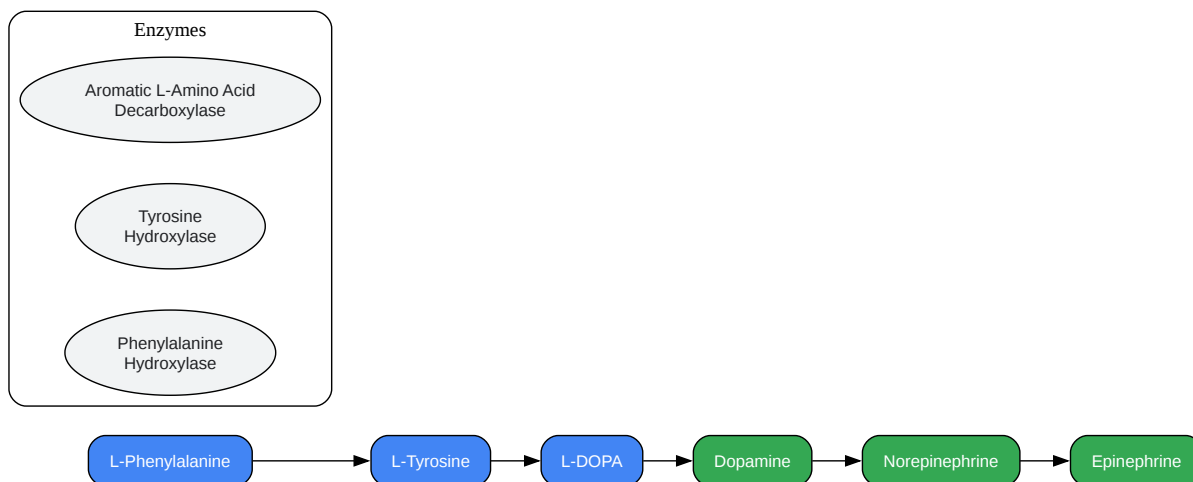 Enzymes
Aromatic L-Amino Acid
Decarboxylase
Tyrosine
Hydroxylase
Phenylalanine
Hydroxylase
L-Phenylalanine
L-Tyrosine
L-DOPA
Dopamine
Norepinephrine
Epinephrine